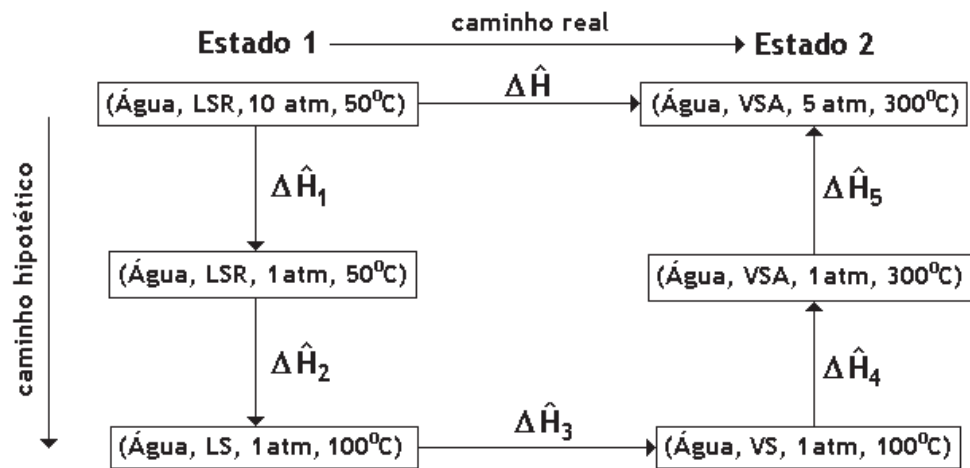 caminho real
Estado 1
Estado 2
(Água, LSR, 10 atm, 50⁰C)
ΔĤ
(Água, VSA, 5 atm, 300⁰C)
caminho hipotético
ΔĤ₁
ΔĤ₅
(Água, LSR, 1 atm, 50⁰C)
(Água, VSA, 1 atm, 300⁰C)
ΔĤ₂
ΔĤ₄
(Água, LS, 1 atm, 100⁰C)
ΔĤ₃
(Água, VS, 1 atm, 100⁰C)